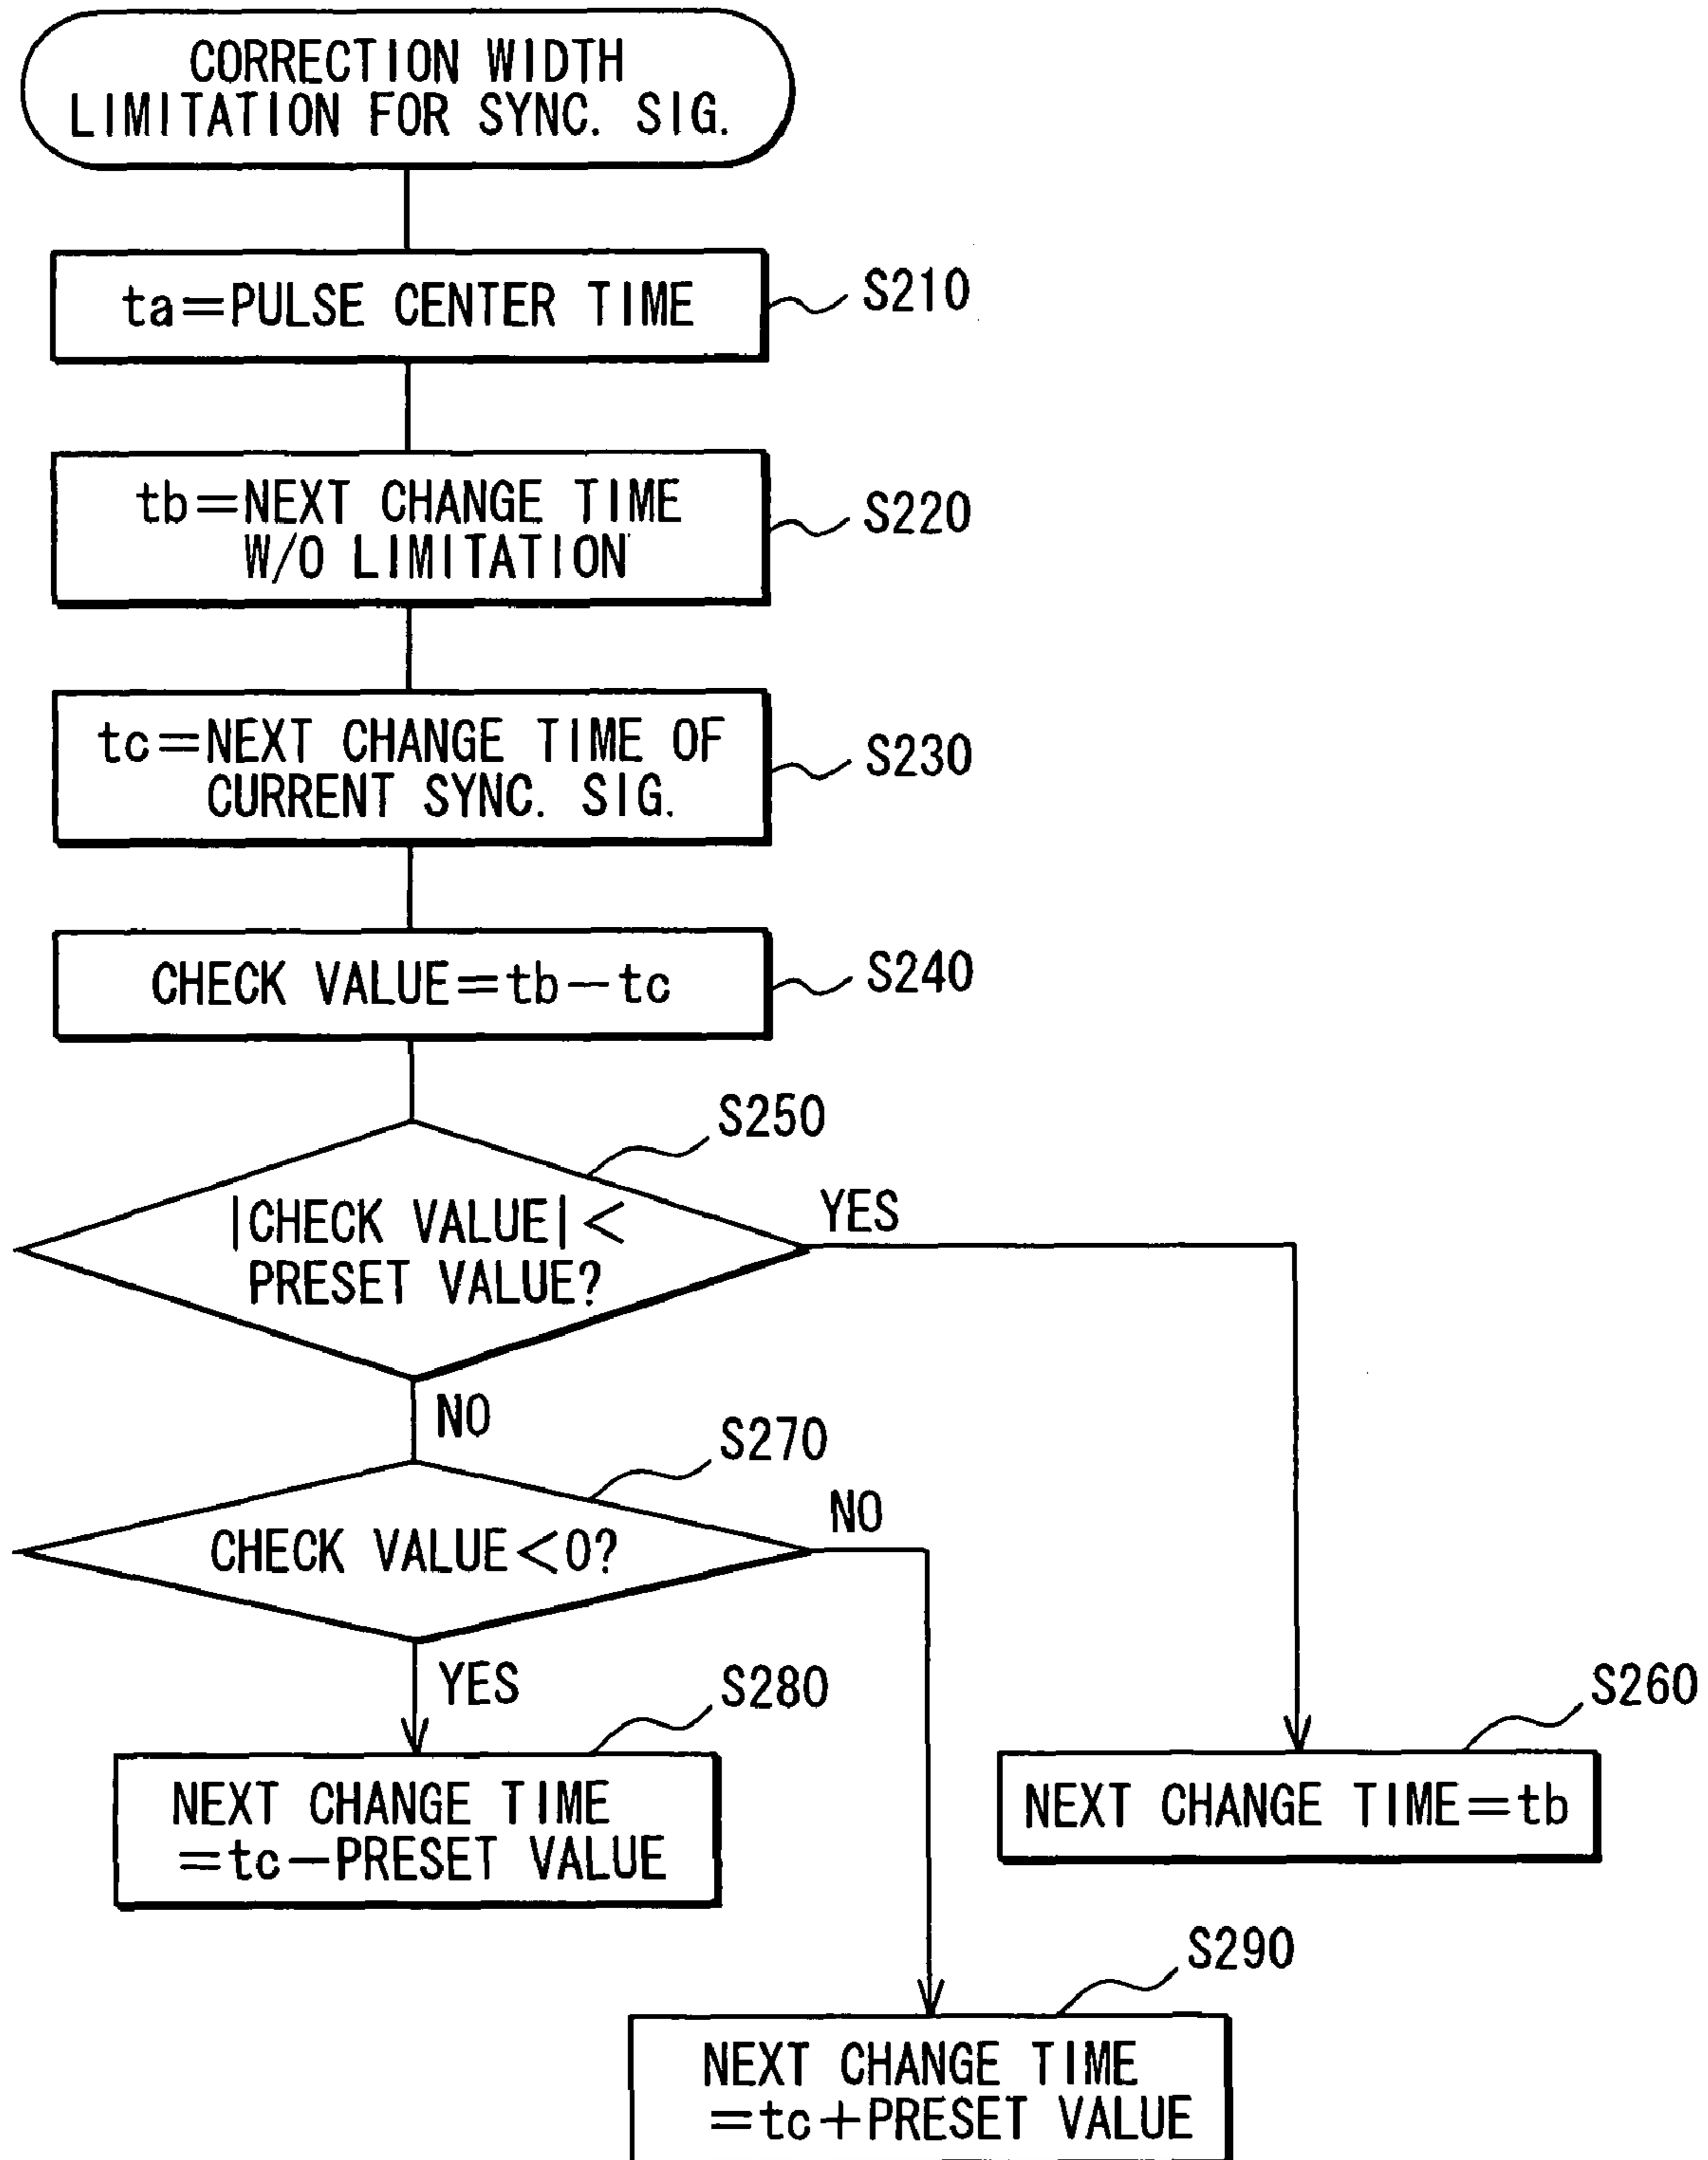 CORRECTION WIDTH
LIMITATION FOR SYNC. SIG.
ta=PULSE CENTER TIME
S210
tb=NEXT CHANGE TIME
W/O LIMITATION
S220
tc=NEXT CHANGE TIME OF
CURRENT SYNC. SIG.
S230
CHECK VALUE=tb-tc
S240
S250
|CHECK VALUE|<
PRESET VALUE?
YES
NO
S270
CHECK VALUE<0?
NO
YES
S280
NEXT CHANGE TIME
=tc-PRESET VALUE
S260
NEXT CHANGE TIME=tb
S290
NEXT CHANGE TIME
=tc+PRESET VALUE